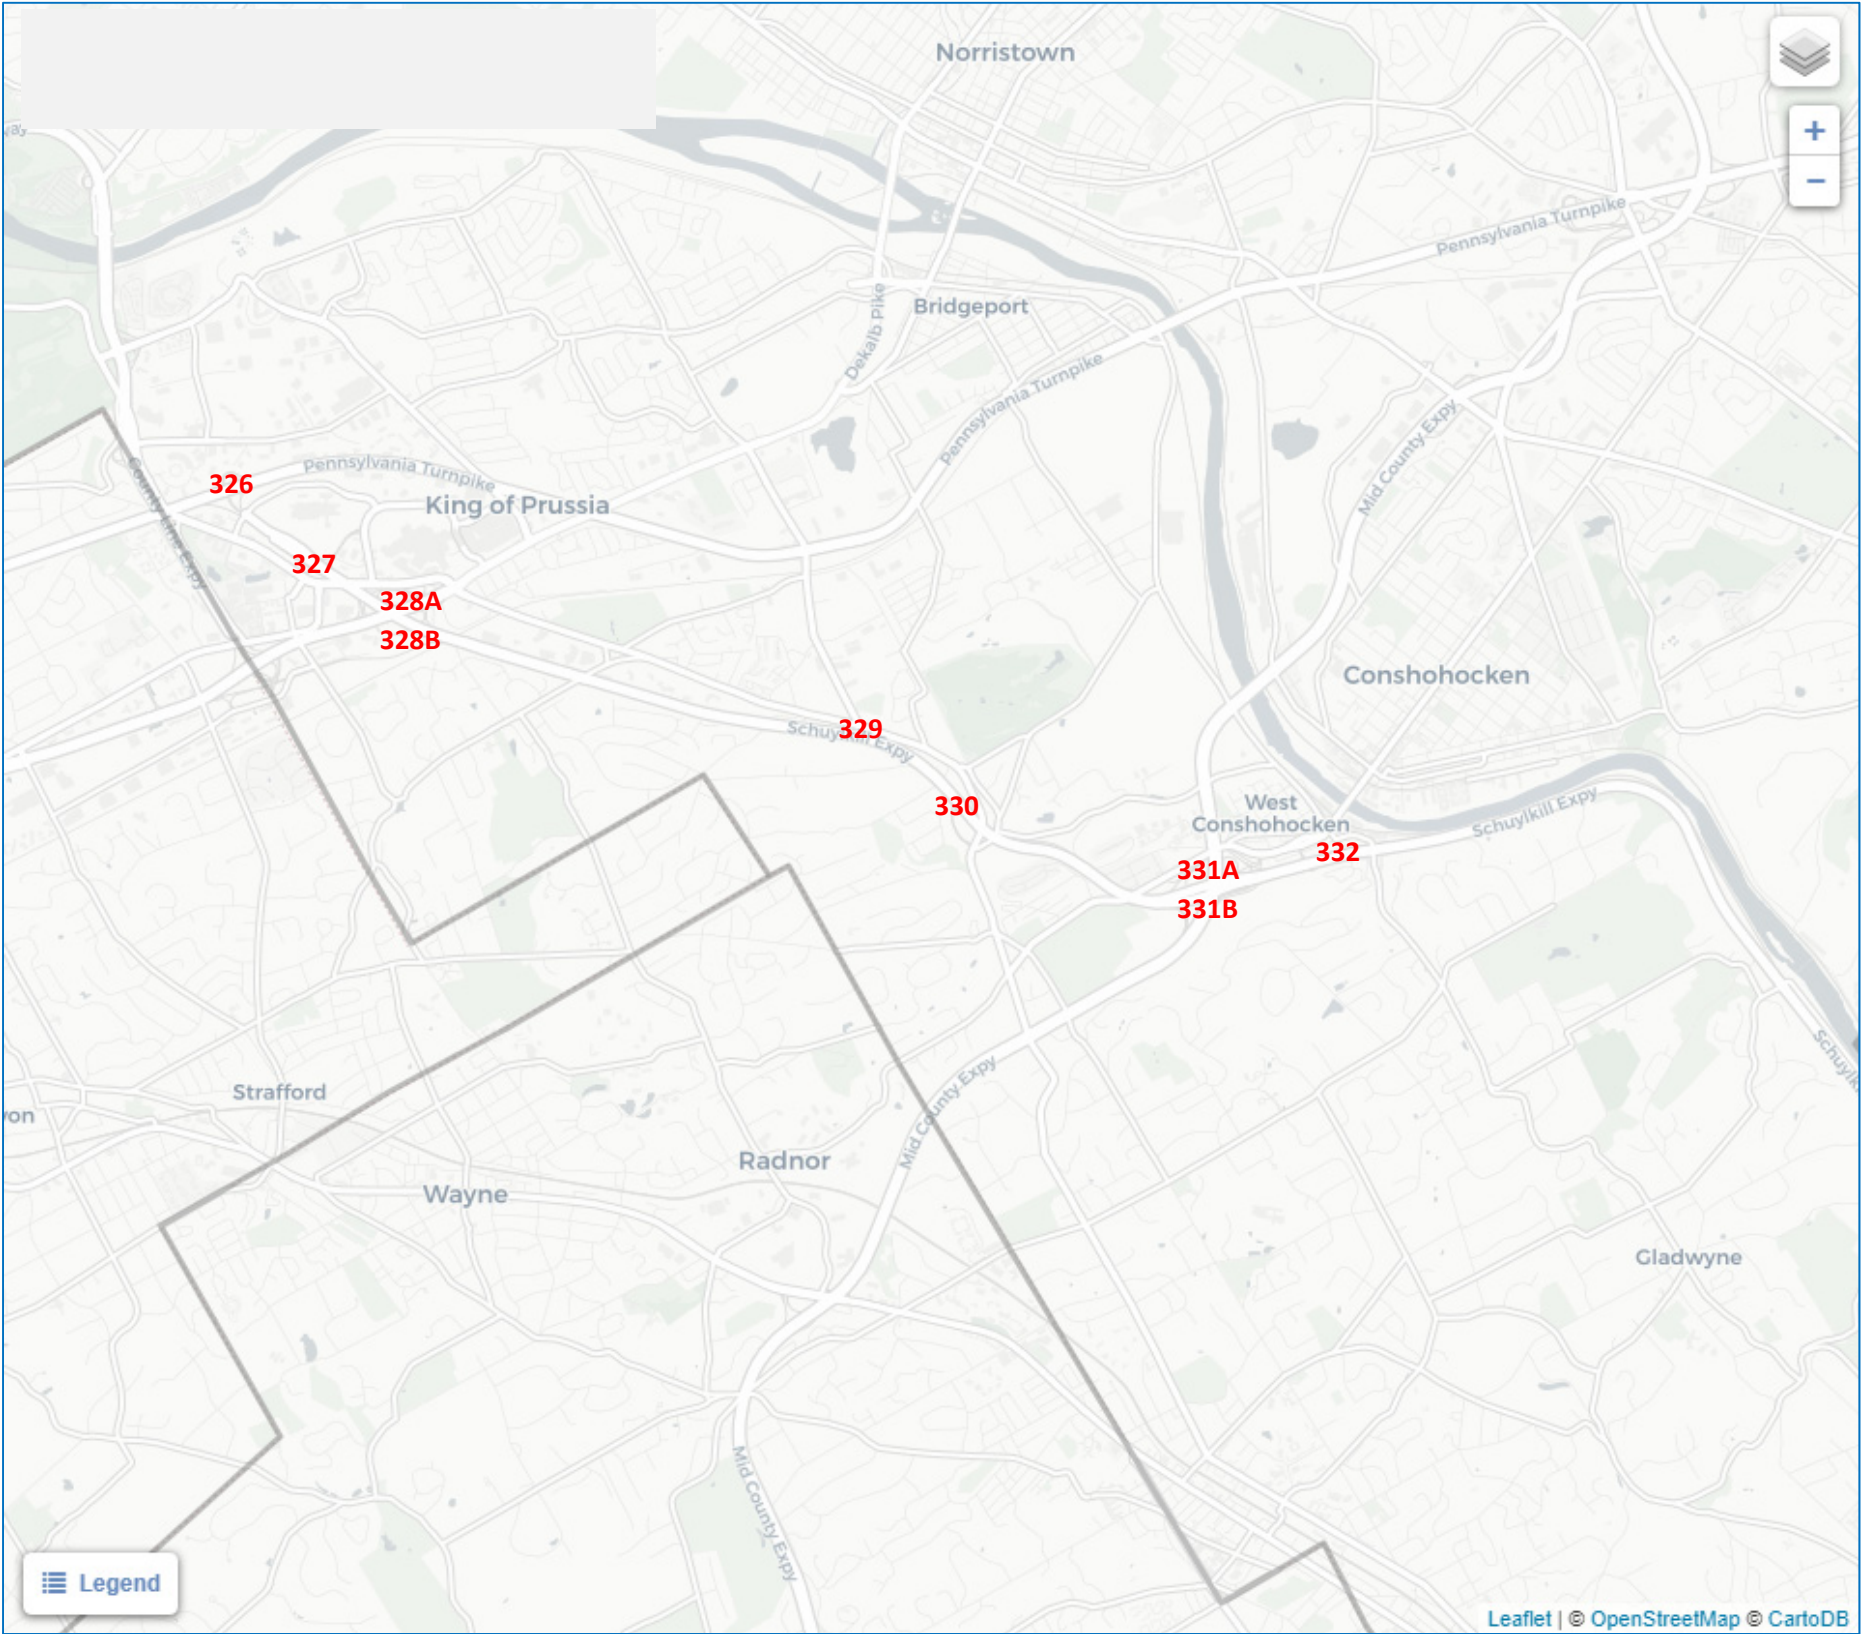 Norristown
+
−
Pennsylvania Turnpike
Bridgeport
Dekalb Pike
Pennsylvania Turnpike
Mid County Expy
County Line Expy
326
Pennsylvania Turnpike
King of Prussia
327
328A
328B
Conshohocken
Schuylkill Expy
329
330
West
Conshohocken
Schuylkill Expy
332
331A
331B
Schuylk
Strafford
von
Mid County Expy
Radnor
Wayne
Gladwyne
Mid County Expy
Legend
Leaflet | © OpenStreetMap © CartoDB